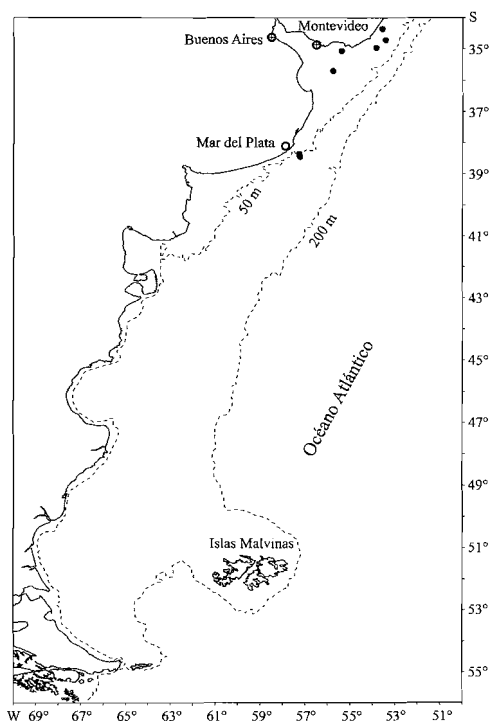 S
Montevideo
Buenos Aires
35°
37°
Mar del Plata
39°
50 m
200 m
41°
43°
45°
Océano Atlántico
47°
49°
Islas Malvinas
51°
53°
55°
W 69° 67° 65° 63° 61° 59° 57° 55° 53° 51°